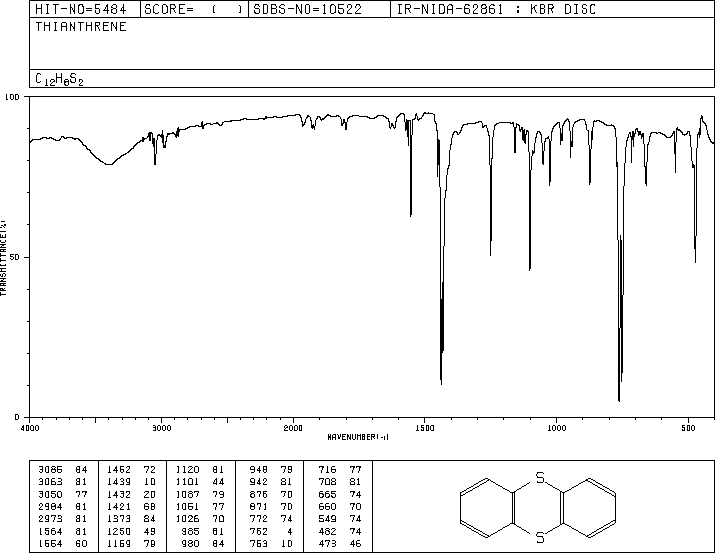 HIT-NO=5484 SCORE= ( ) SDBS-NO=10522 IR-NIDA-62861 : KBR DISC
THIANTHRENE
C12H8S2
100
50
0
TRANSMITTANCE(%)
4000 3000 2000 1500 1000 500
WAVENUMBER(-1)
3086 84 1452 72 1120 81 948 79 716 77
3063 81 1439 10 1101 44 942 81 708 81
3050 77 1432 20 1087 79 876 70 665 74
2984 81 1421 68 1051 77 871 70 660 70
2973 81 1373 84 1026 70 772 74 549 74
1564 81 1250 49 985 81 762 4 482 74
1554 60 1159 79 980 84 753 10 473 46
S
S